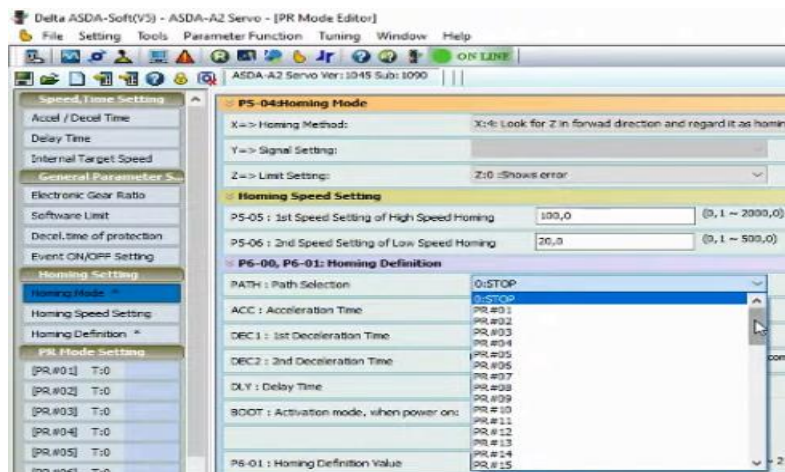 Delta ASDA-Soft(V5) - ASDA-A2 Servo - [PR Mode Editor]
File Setting Tools Parameter Function Tuning Window Help
ON LINE
ASDA-A2 Servo Ver:1045 Sub:1090
Speed,Time Setting
Accel / Decel Time
Delay Time
Internal Target Speed
General Parameter S...
Electronic Gear Ratio
Software Limit
Decel.time of protection
Event ON/OFF Setting
Homing Setting
Homing Mode *
Homing Speed Setting
Homing Definition *
PR Mode Setting
[PR#01] T:0
[PR#02] T:0
[PR#03] T:0
[PR#04] T:0
[PR#05] T:0
[PR#06] T:0
P5-04:Homing Mode
X=> Homing Method: X:4: Look for Z in forwad direction and regard it as homin
Y=> Signal Setting:
Z=> Limit Setting: Z:0 :Shows error
Homing Speed Setting
P5-05 : 1st Speed Setting of High Speed Homing 100,0 (0,1 ~ 2000,0)
P5-06 : 2nd Speed Setting of Low Speed Homing 20,0 (0,1 ~ 500,0)
P6-00, P6-01: Homing Definition
PATH : Path Selection 0:STOP
ACC : Acceleration Time
DEC1 : 1st Deceleration Time
DEC2 : 2nd Deceleration Time
DLY : Delay Time
BOOT : Activation mode, when power on:
P6-01 : Homing Definition Value
0:STOP
PR#01
PR#02
PR#03
PR#04
PR#05
PR#06
PR#07
PR#08
PR#09
PR#10
PR#11
PR#12
PR#13
PR#14
PR#15
com
~ 2